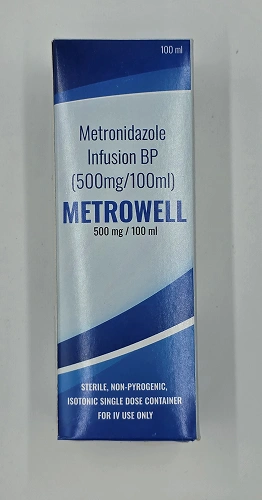 100 ml
Metronidazole
Infusion BP
(500mg/100ml)
METROWELL
500 mg / 100 ml
STERILE, NON-PYROGENIC,
ISOTONIC SINGLE DOSE CONTAINER
FOR IV USE ONLY